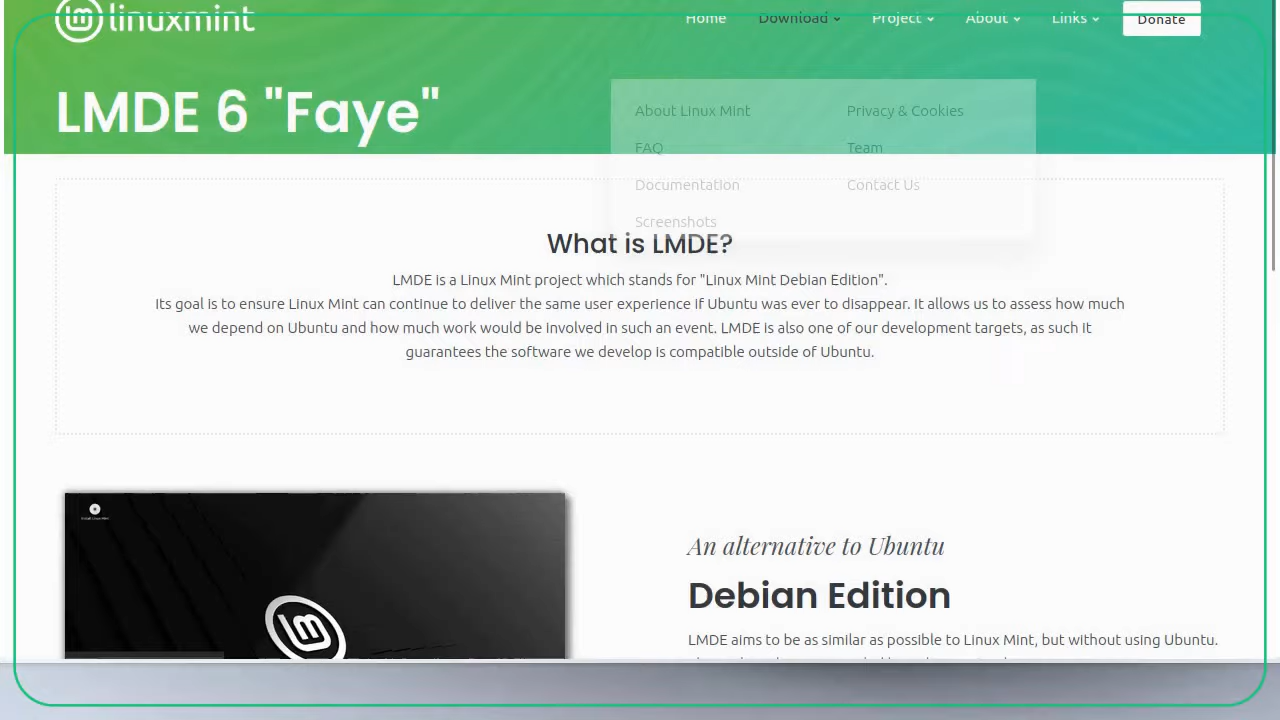 linuxmint
Home Download Project About Links Donate
LMDE 6 "Faye"
About Linux Mint
Privacy & Cookies
FAQ
Team
Documentation
Contact Us
Screenshots
What is LMDE?
LMDE is a Linux Mint project which stands for "Linux Mint Debian Edition".
Its goal is to ensure Linux Mint can continue to deliver the same user experience if Ubuntu was ever to disappear. It allows us to assess how much
we depend on Ubuntu and how much work would be involved in such an event. LMDE is also one of our development targets, as such it
guarantees the software we develop is compatible outside of Ubuntu.
An alternative to Ubuntu
Debian Edition
LMDE aims to be as similar as possible to Linux Mint, but without using Ubuntu.